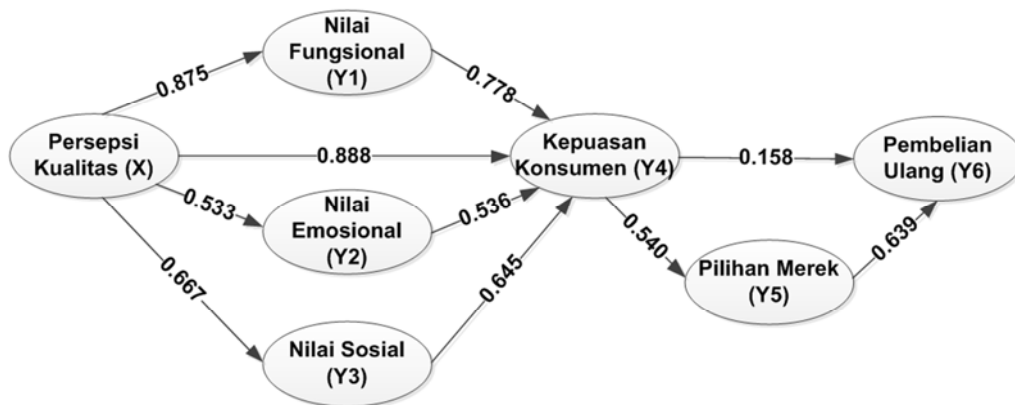 Nilai
Fungsional
(Y1)
0.875
0.778
Persepsi
Kualitas (X)
0.888
Kepuasan
Konsumen (Y4)
0.158
Pembelian
Ulang (Y6)
0.533
Nilai
Emosional
(Y2)
0.536
0.540
0.639
Pilihan Merek
(Y5)
0.667
0.645
Nilai Sosial
(Y3)